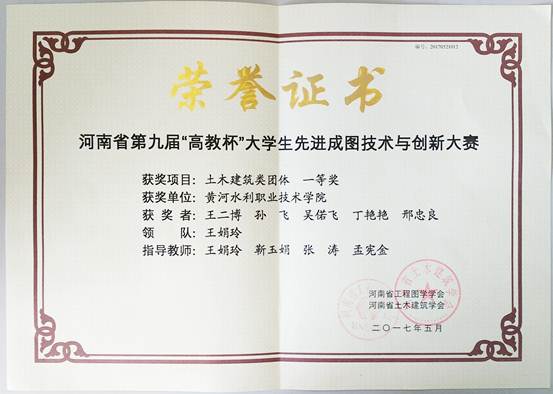 编号：20170521012
荣誉证书
河南省第九届“高教杯”大学生先进成图技术与创新大赛
获奖项目：土木建筑类团体 一等奖
获奖单位：黄河水利职业技术学院
获 奖 者：王二博 孙 飞 吴偌飞 丁艳艳 邢忠良
领 队：王娟玲
指导教师：王娟玲 靳玉娟 张 涛 孟宪金
河南省工程图学学会
河南省土木建筑学会
二〇一七年五月